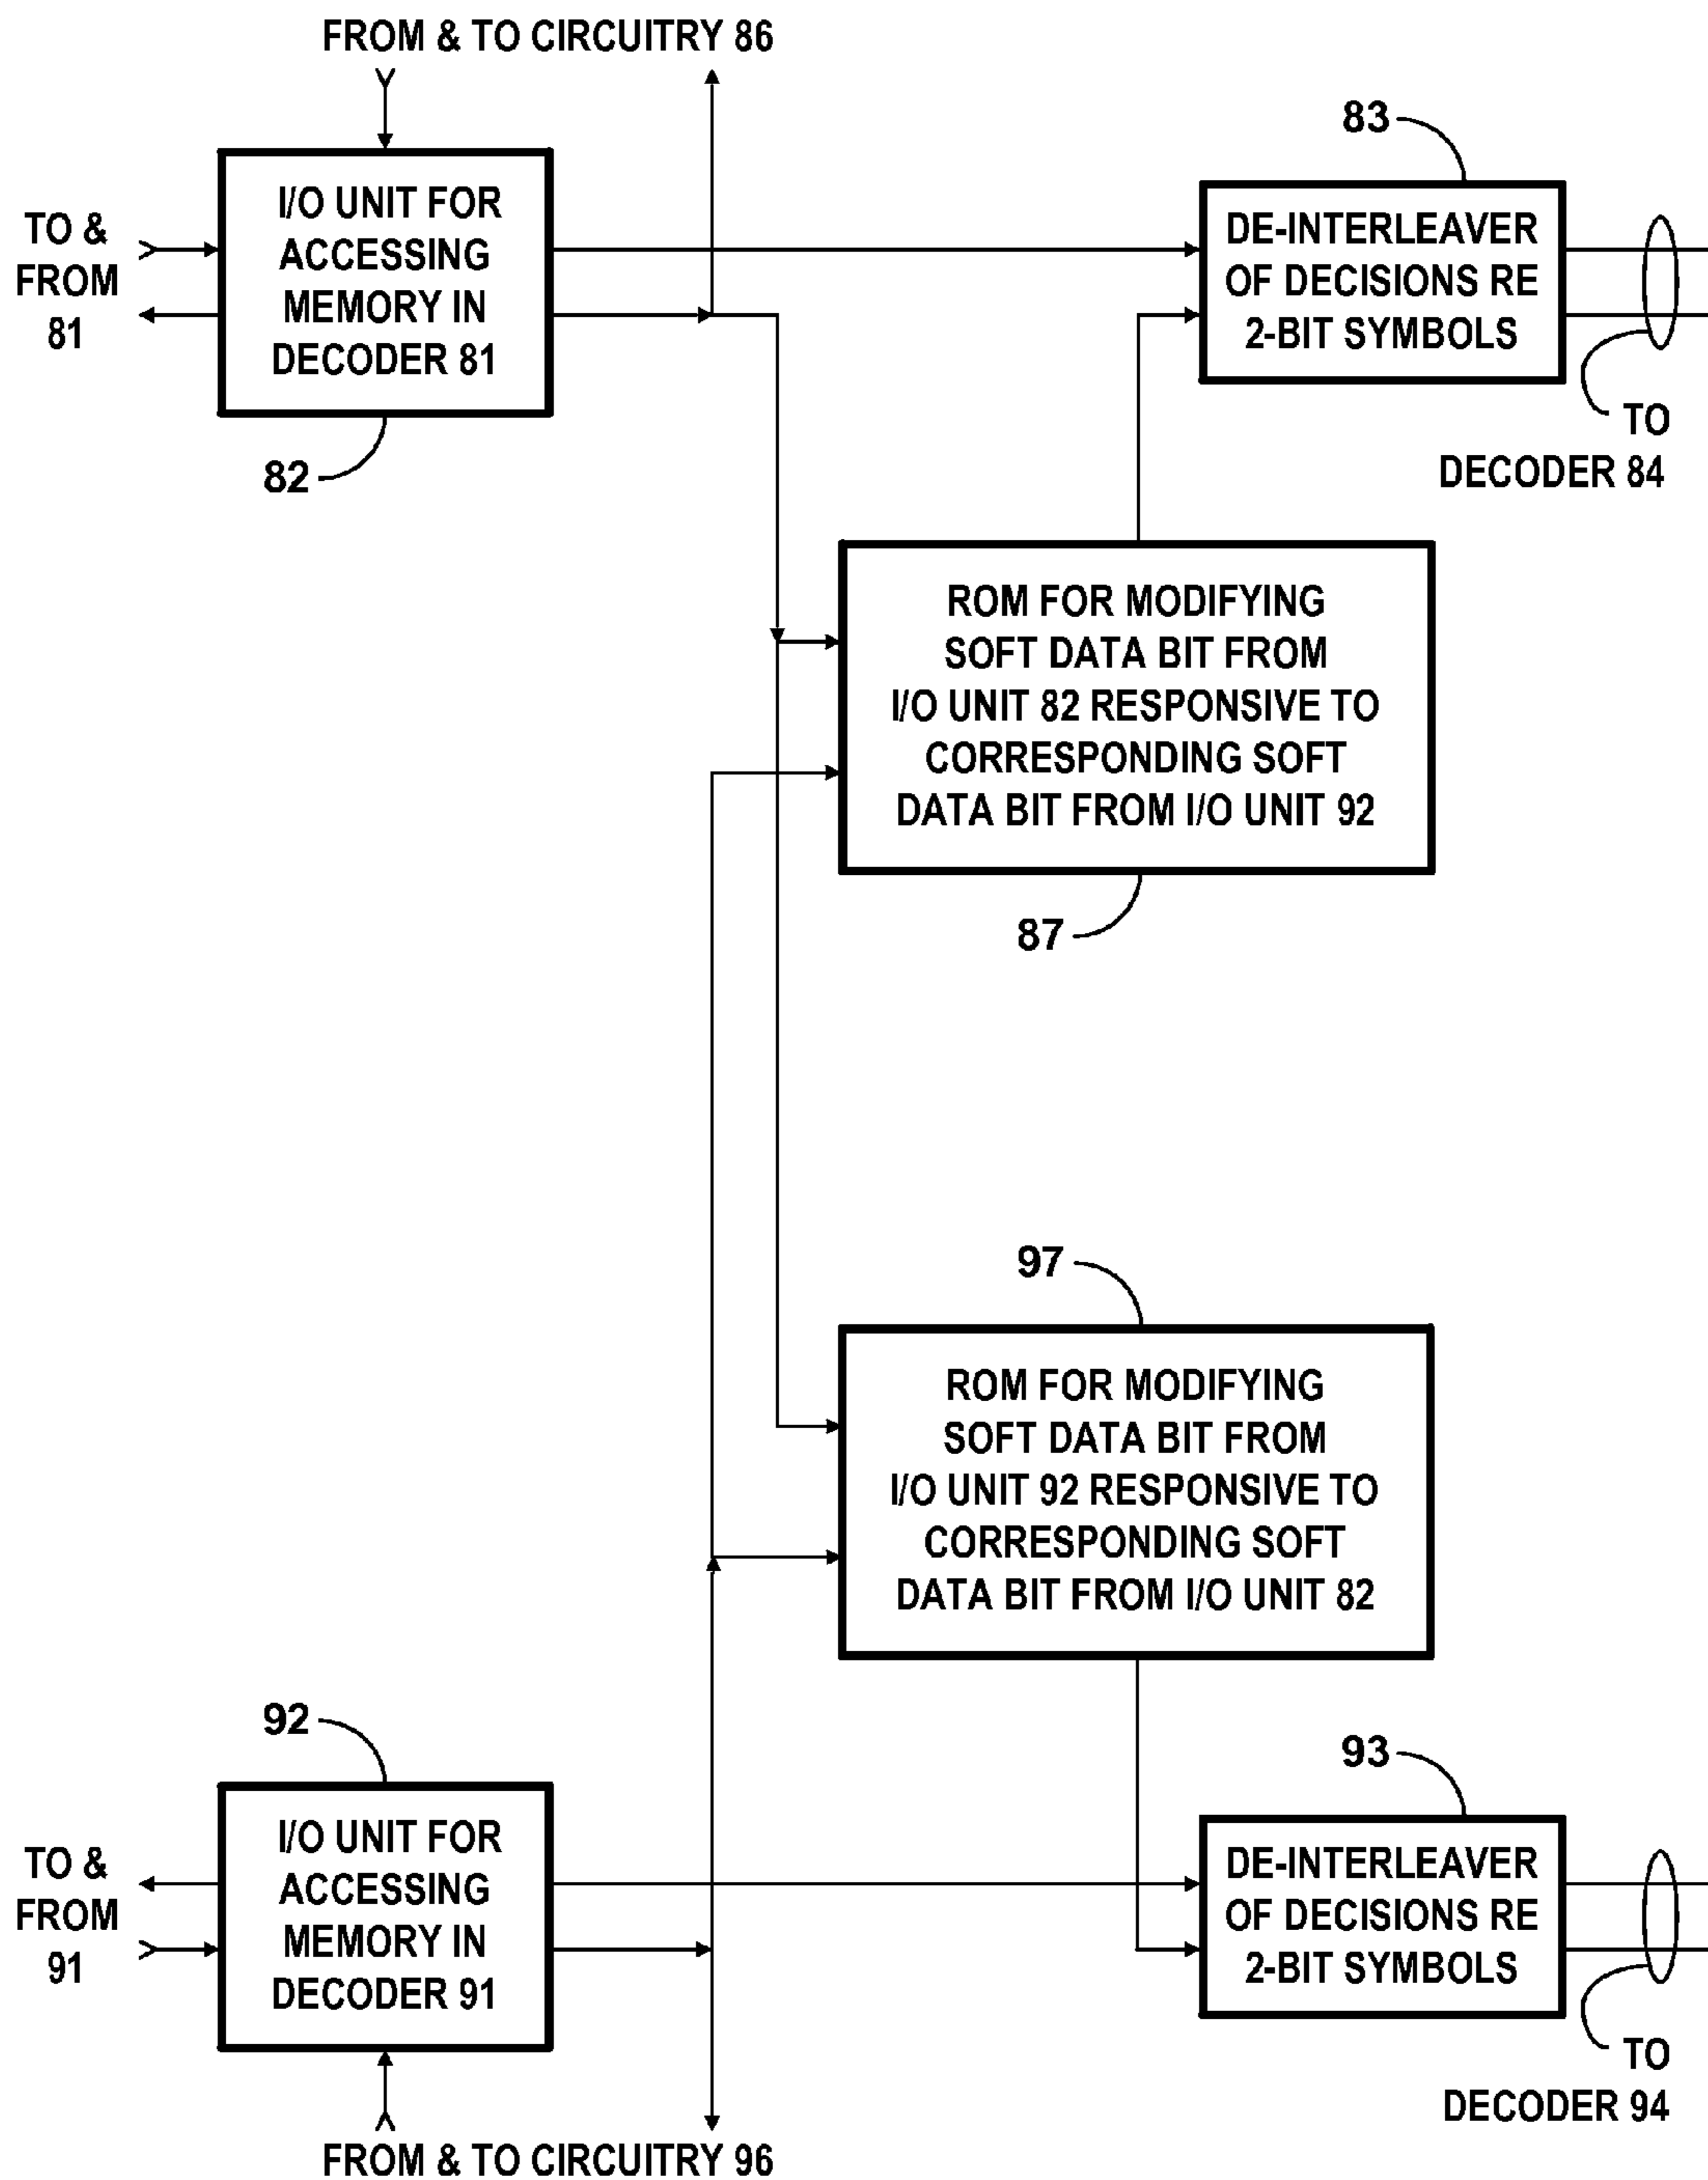 FROM & TO CIRCUITRY 86
83
I/O UNIT FOR
ACCESSING
MEMORY IN
DECODER 81
TO &
FROM
81
82
DE-INTERLEAVER
OF DECISIONS RE
2-BIT SYMBOLS
TO
DECODER 84
ROM FOR MODIFYING
SOFT DATA BIT FROM
I/O UNIT 82 RESPONSIVE TO
CORRESPONDING SOFT
DATA BIT FROM I/O UNIT 92
87
97
ROM FOR MODIFYING
SOFT DATA BIT FROM
I/O UNIT 92 RESPONSIVE TO
CORRESPONDING SOFT
DATA BIT FROM I/O UNIT 82
92
93
TO &
FROM
91
I/O UNIT FOR
ACCESSING
MEMORY IN
DECODER 91
DE-INTERLEAVER
OF DECISIONS RE
2-BIT SYMBOLS
TO
DECODER 94
FROM & TO CIRCUITRY 96